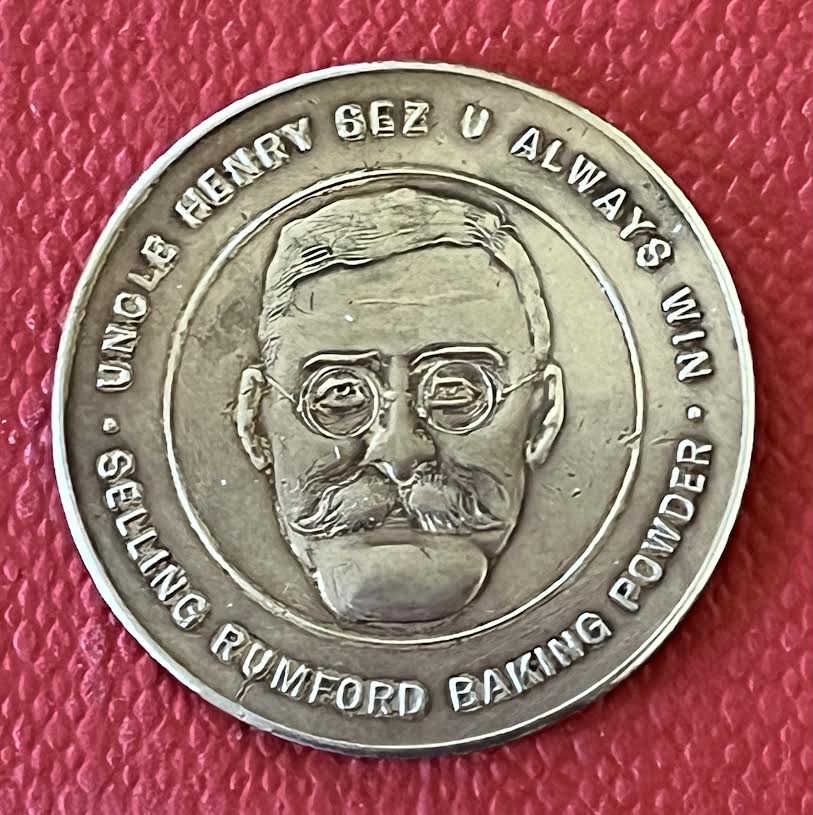 UNCLE HENRY SEZ U ALWAYS WIN
SELLING RUMFORD BAKING POWDER